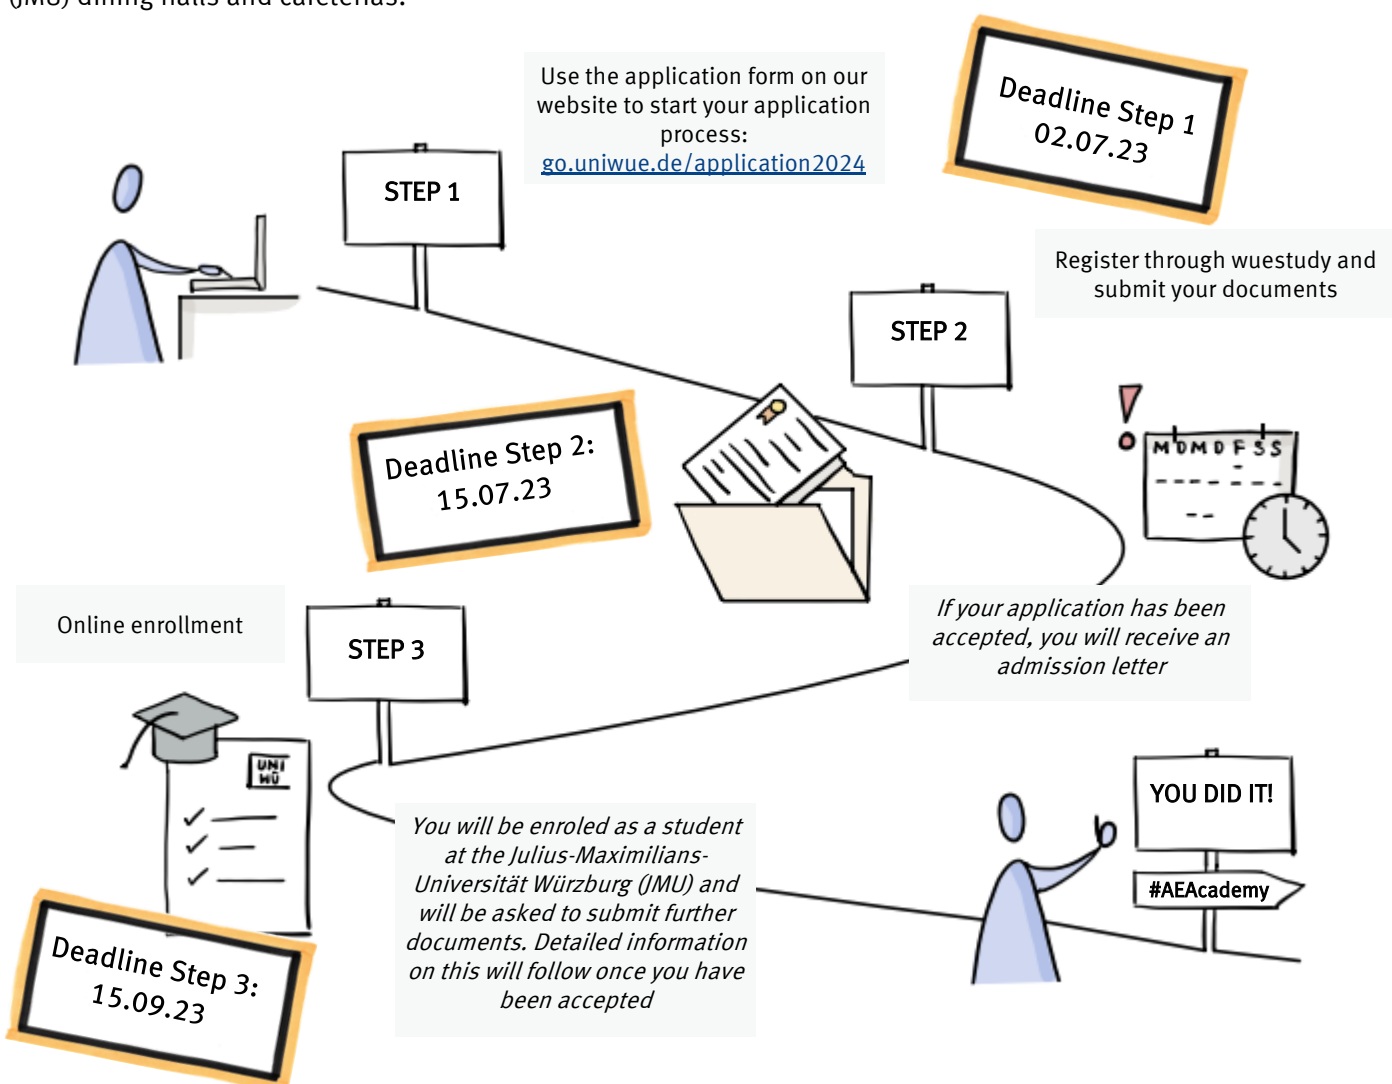 (JMU) dining halls and cafeterias.
Use the application form on our
website to start your application
process:
go.uniwue.de/application2024
Deadline Step 1
02.07.23
STEP 1
Register through wuestudy and
submit your documents
STEP 2
Deadline Step 2:
15.07.23
M D M D F S S
If your application has been
accepted, you will receive an
admission letter
Online enrollment
STEP 3
UNI
WÜ
You will be enroled as a student
at the Julius-Maximilians-
Universität Würzburg (JMU) and
will be asked to submit further
documents. Detailed information
on this will follow once you have
been accepted
YOU DID IT!
#AEAcademy
Deadline Step 3:
15.09.23